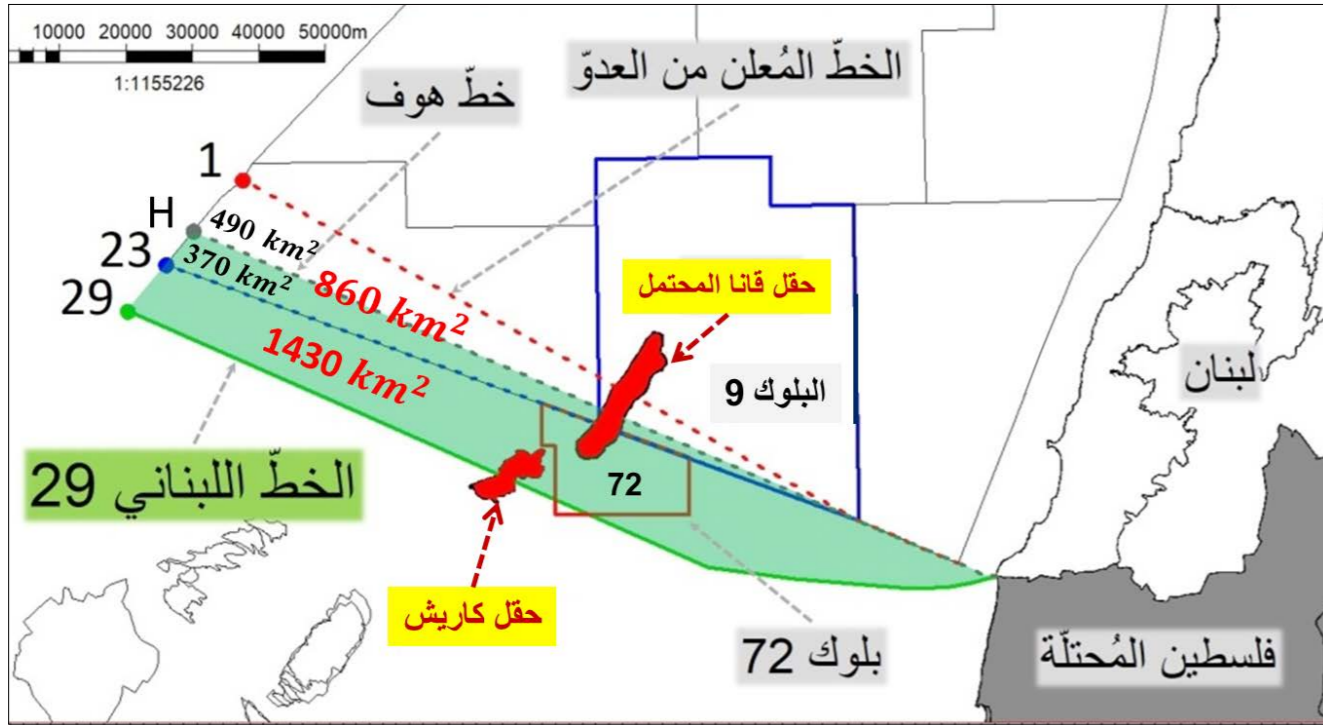 10000 20000 30000 40000 50000m
1:1155226
الخطّ المُعلن من العدوّ
خطّ هوف
1
H
490 km²
23
370 km²
860 km²
29
1430 km²
حقل قانا المحتمل
البلوك 9
لبنان
الخطّ اللبناني 29
72
حقل كاريش
بلوك 72
فلسطين المُحتلّة